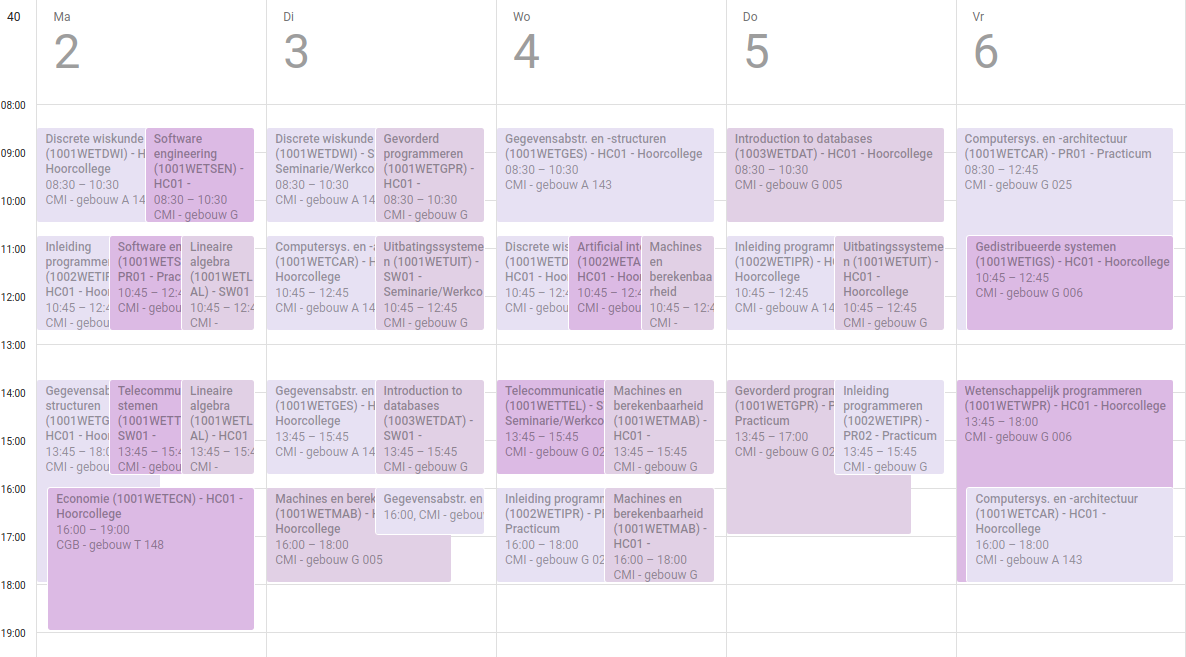 40
Ma
2
Di
3
Wo
4
Do
5
Vr
6
08:00
09:00
10:00
11:00
12:00
13:00
14:00
15:00
16:00
17:00
18:00
19:00
Discrete wiskunde
(1001WETDWI) - H
Hoorcollege
08:30 – 10:30
CMI - gebouw A 14
Software
engineering
(1001WETSEN) -
HC01 -
08:30 – 10:30
CMI - gebouw G
Inleiding
programme
(1002WETIP
HC01 - Hoor
10:45 – 12:4
CMI - gebou
Software en
(1001WETS
PR01 - Prac
10:45 – 12:4
CMI - gebou
Lineaire
algebra
(1001WETL
AL) - SW01
10:45 – 12:4
CMI -
Gegevensab
structuren
(1001WETG
HC01 - Hoor
13:45 – 18:0
CMI - gebou
Telecommu
stemen
(1001WETT
SW01 -
13:45 – 15:4
CMI - gebou
Lineaire
algebra
(1001WETL
AL) - HC01
13:45 – 15:4
CMI -
Economie (1001WETECN) - HC01 -
Hoorcollege
16:00 – 19:00
CGB - gebouw T 148
Discrete wiskunde
(1001WETDWI) - S
Seminarie/Werkco
08:30 – 10:30
CMI - gebouw A 14
Gevorderd
programmeren
(1001WETGPR) -
HC01 -
08:30 – 10:30
CMI - gebouw G
Computersys. en -a
(1001WETCAR) - H
Hoorcollege
10:45 – 12:45
CMI - gebouw A 14
Uitbatingssysteme
n (1001WETUIT) -
SW01 -
Seminarie/Werkco
10:45 – 12:45
CMI - gebouw G
Gegevensabstr. en
(1001WETGES) - H
Hoorcollege
13:45 – 15:45
CMI - gebouw A 14
Introduction to
databases
(1003WETDAT) -
SW01 -
13:45 – 15:45
CMI - gebouw G
Machines en berek
(1001WETMAB) - H
Hoorcollege
16:00 – 18:00
CMI - gebouw G 005
Gegevensabstr. en
16:00, CMI - gebou
Gegevensabstr. en -structuren
(1001WETGES) - HC01 - Hoorcollege
08:30 – 10:30
CMI - gebouw A 143
Discrete wis
(1001WETD
HC01 - Hoor
10:45 – 12:4
CMI - gebou
Artificial inte
(1002WETA
HC01 - Hoor
10:45 – 12:4
CMI - gebou
Machines
en
berekenbaa
rheid
10:45 – 12:4
CMI -
Telecommunicatie
(1001WETTEL) - S
Seminarie/Werkco
13:45 – 15:45
CMI - gebouw G 02
Machines en
berekenbaarheid
(1001WETMAB) -
HC01 -
13:45 – 15:45
CMI - gebouw G
Inleiding programm
(1002WETIPR) - PF
Practicum
16:00 – 18:00
CMI - gebouw G 02
Machines en
berekenbaarheid
(1001WETMAB) -
HC01 -
16:00 – 18:00
CMI - gebouw G
Introduction to databases
(1003WETDAT) - HC01 - Hoorcollege
08:30 – 10:30
CMI - gebouw G 005
Inleiding programm
(1002WETIPR) - H
Hoorcollege
10:45 – 12:45
CMI - gebouw A 14
Uitbatingssysteme
n (1001WETUIT) -
HC01 -
Hoorcollege
10:45 – 12:45
CMI - gebouw G
Gevorderd program
(1001WETGPR) - P
Practicum
13:45 – 17:00
CMI - gebouw G 02
Inleiding
programmeren
(1002WETIPR) -
PR02 - Practicum
13:45 – 15:45
CMI - gebouw G
Computersys. en -architectuur
(1001WETCAR) - PR01 - Practicum
08:30 – 12:45
CMI - gebouw G 025
Gedistribueerde systemen
(1001WETIGS) - HC01 - Hoorcollege
10:45 – 12:45
CMI - gebouw G 006
Wetenschappelijk programmeren
(1001WETWPR) - HC01 - Hoorcollege
13:45 – 18:00
CMI - gebouw G 006
Computersys. en -architectuur
(1001WETCAR) - HC01 -
Hoorcollege
16:00 – 18:00
CMI - gebouw A 143